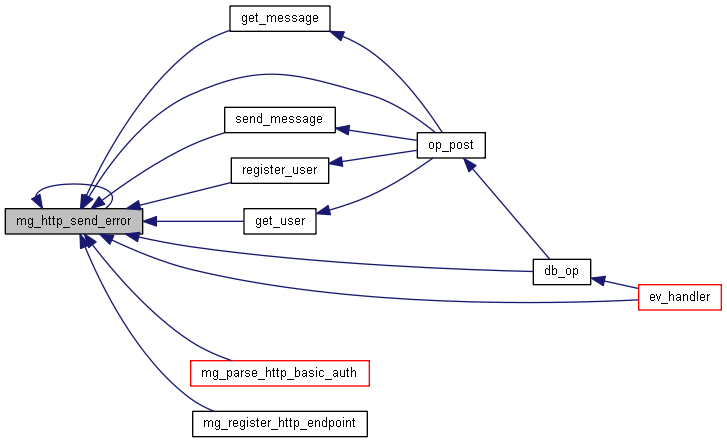 get_message
send_message
op_post
register_user
mg_http_send_error
get_user
db_op
ev_handler
mg_parse_http_basic_auth
mg_register_http_endpoint